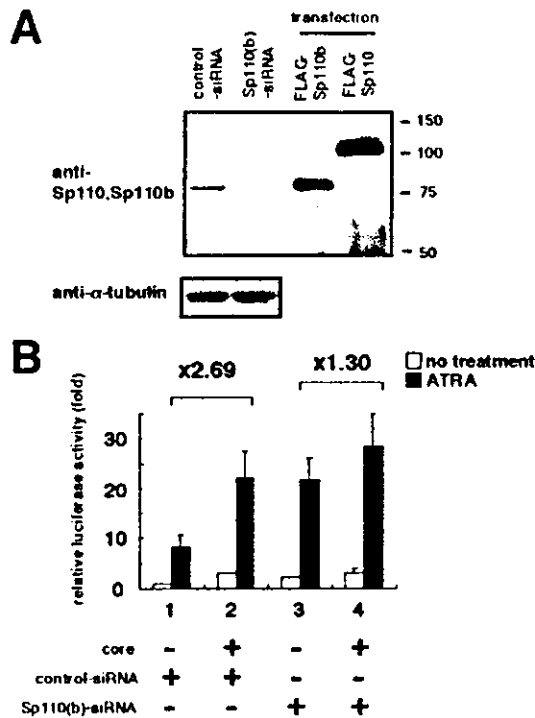 A
transfection
control -siRNA
Sp110(b) -siRNA
FLAG- Sp110b
FLAG- Sp110
anti-
Sp110,Sp110b
- 150
- 100
- 75
- 50
anti-α-tubulin
B
x2.69
x1.30
no treatment
ATRA
relative luciferase activity (fold)
30
20
10
0
1 2 3 4
core - + - +
control-siRNA + + - -
Sp110(b)-siRNA - - + +